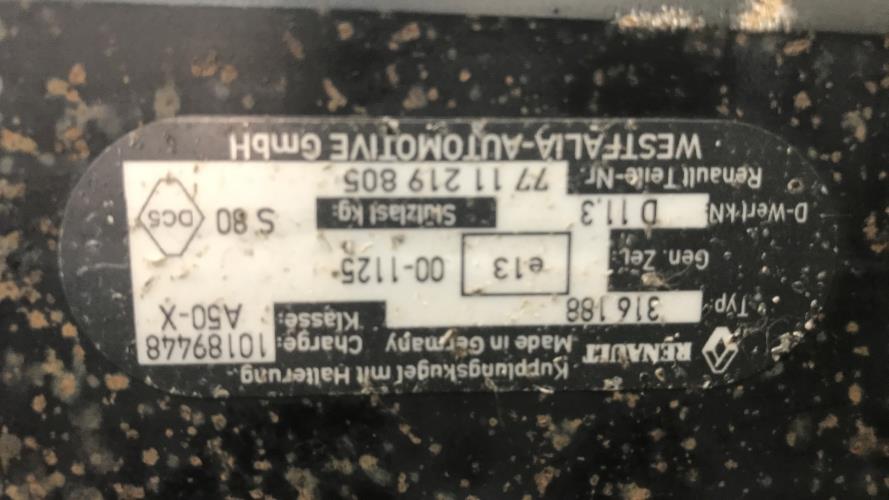 Kupplungskugel mit Halterung
RENAULT Made in Germany Charge: 10189448
Typ: 316 188 Klasse: A50-X
Gen. Zei.: e13 00-1125
D-Wert kN: D 11.3 Stützlast kg: S 80 DC5
Renault Teile-Nr. 77 11 219 805
WESTFALIA-AUTOMOTIVE GmbH